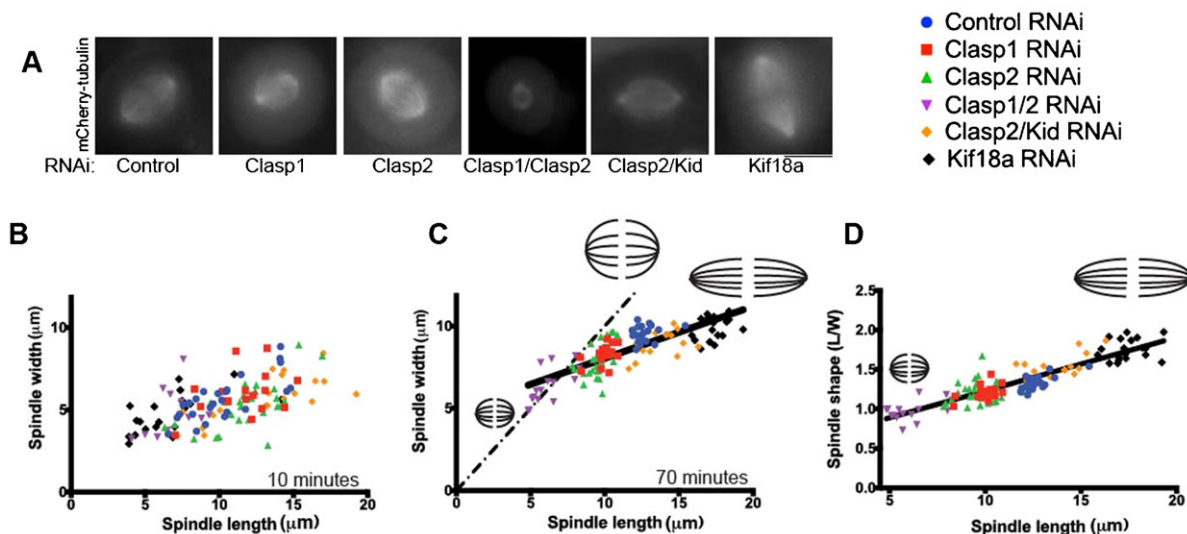 A
mCherry-tubulin
RNAi: Control Clasp1 Clasp2 Clasp1/Clasp2 Clasp2/Kid Kif18a
Control RNAi
Clasp1 RNAi
Clasp2 RNAi
Clasp1/2 RNAi
Clasp2/Kid RNAi
Kif18a RNAi
B
Spindle width (μm)
10
5
0
0 5 10 15 20
10 minutes
Spindle length (μm)
C
Spindle width (μm)
10
5
0
0 5 10 15 20
70 minutes
Spindle length (μm)
D
Spindle shape (L/W)
2.5
2.0
1.5
1.0
0.5
0.0
5 10 15 20
Spindle length (μm)